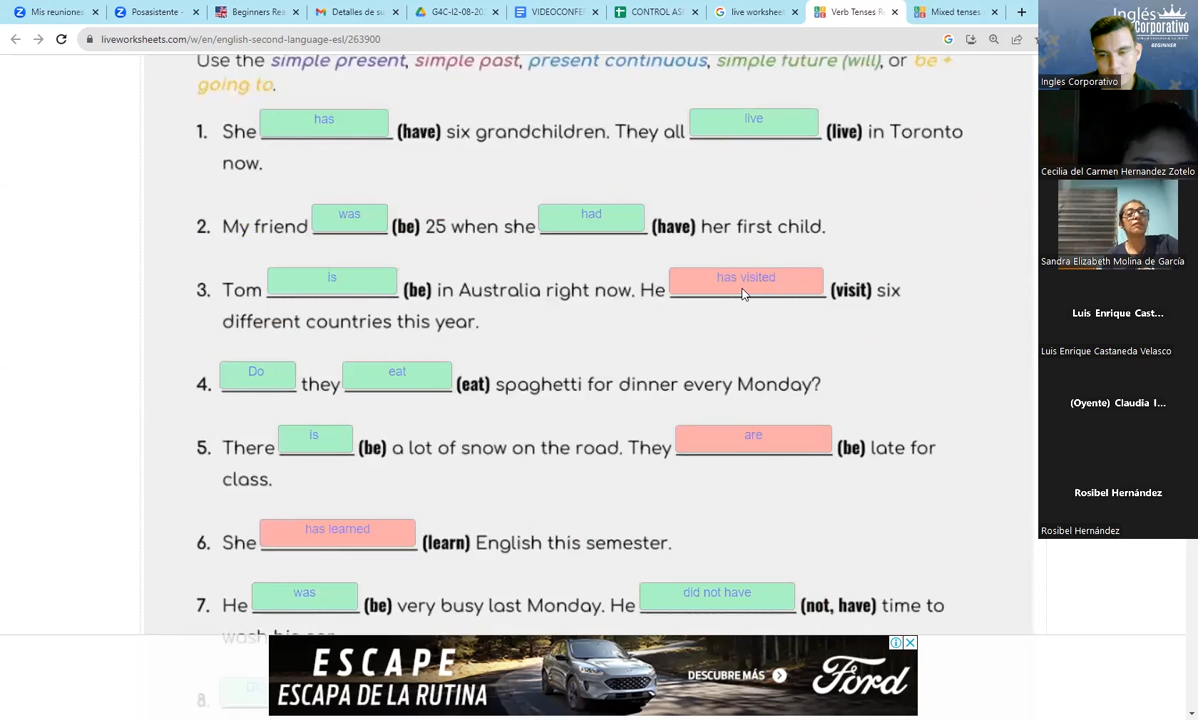 Mis reuniones
Posasistente -
Beginners Rea
Detalles de su
G4C-I2-08-20
VIDEOCONFE
CONTROL ASI
live workshee
Verb Tenses R
Mixed tenses
liveworksheets.com/w/en/english-second-language-esl/263900
Use the simple present, simple past, present continuous, simple future (will), or be +
going to.
1. She has (have) six grandchildren. They all live (live) in Toronto
now.
2. My friend was (be) 25 when she had (have) her first child.
3. Tom is (be) in Australia right now. He has visited (visit) six
different countries this year.
4. Do they eat (eat) spaghetti for dinner every Monday?
5. There is (be) a lot of snow on the road. They are (be) late for
class.
6. She has learned (learn) English this semester.
7. He was (be) very busy last Monday. He did not have (not, have) time to
wash his car.
8.
ESCAPE
ESCAPA DE LA RUTINA
DESCUBRE MÁS
Ford
Inglés
Corporativo
BEGINNER
Ingles Corporativo
Cecilia del Carmen Hernandez Zotelo
Sandra Elizabeth Molina de García
Luis Enrique Cast...
Luis Enrique Castaneda Velasco
(Oyente) Claudia I...
Rosibel Hernández
Rosibel Hernández